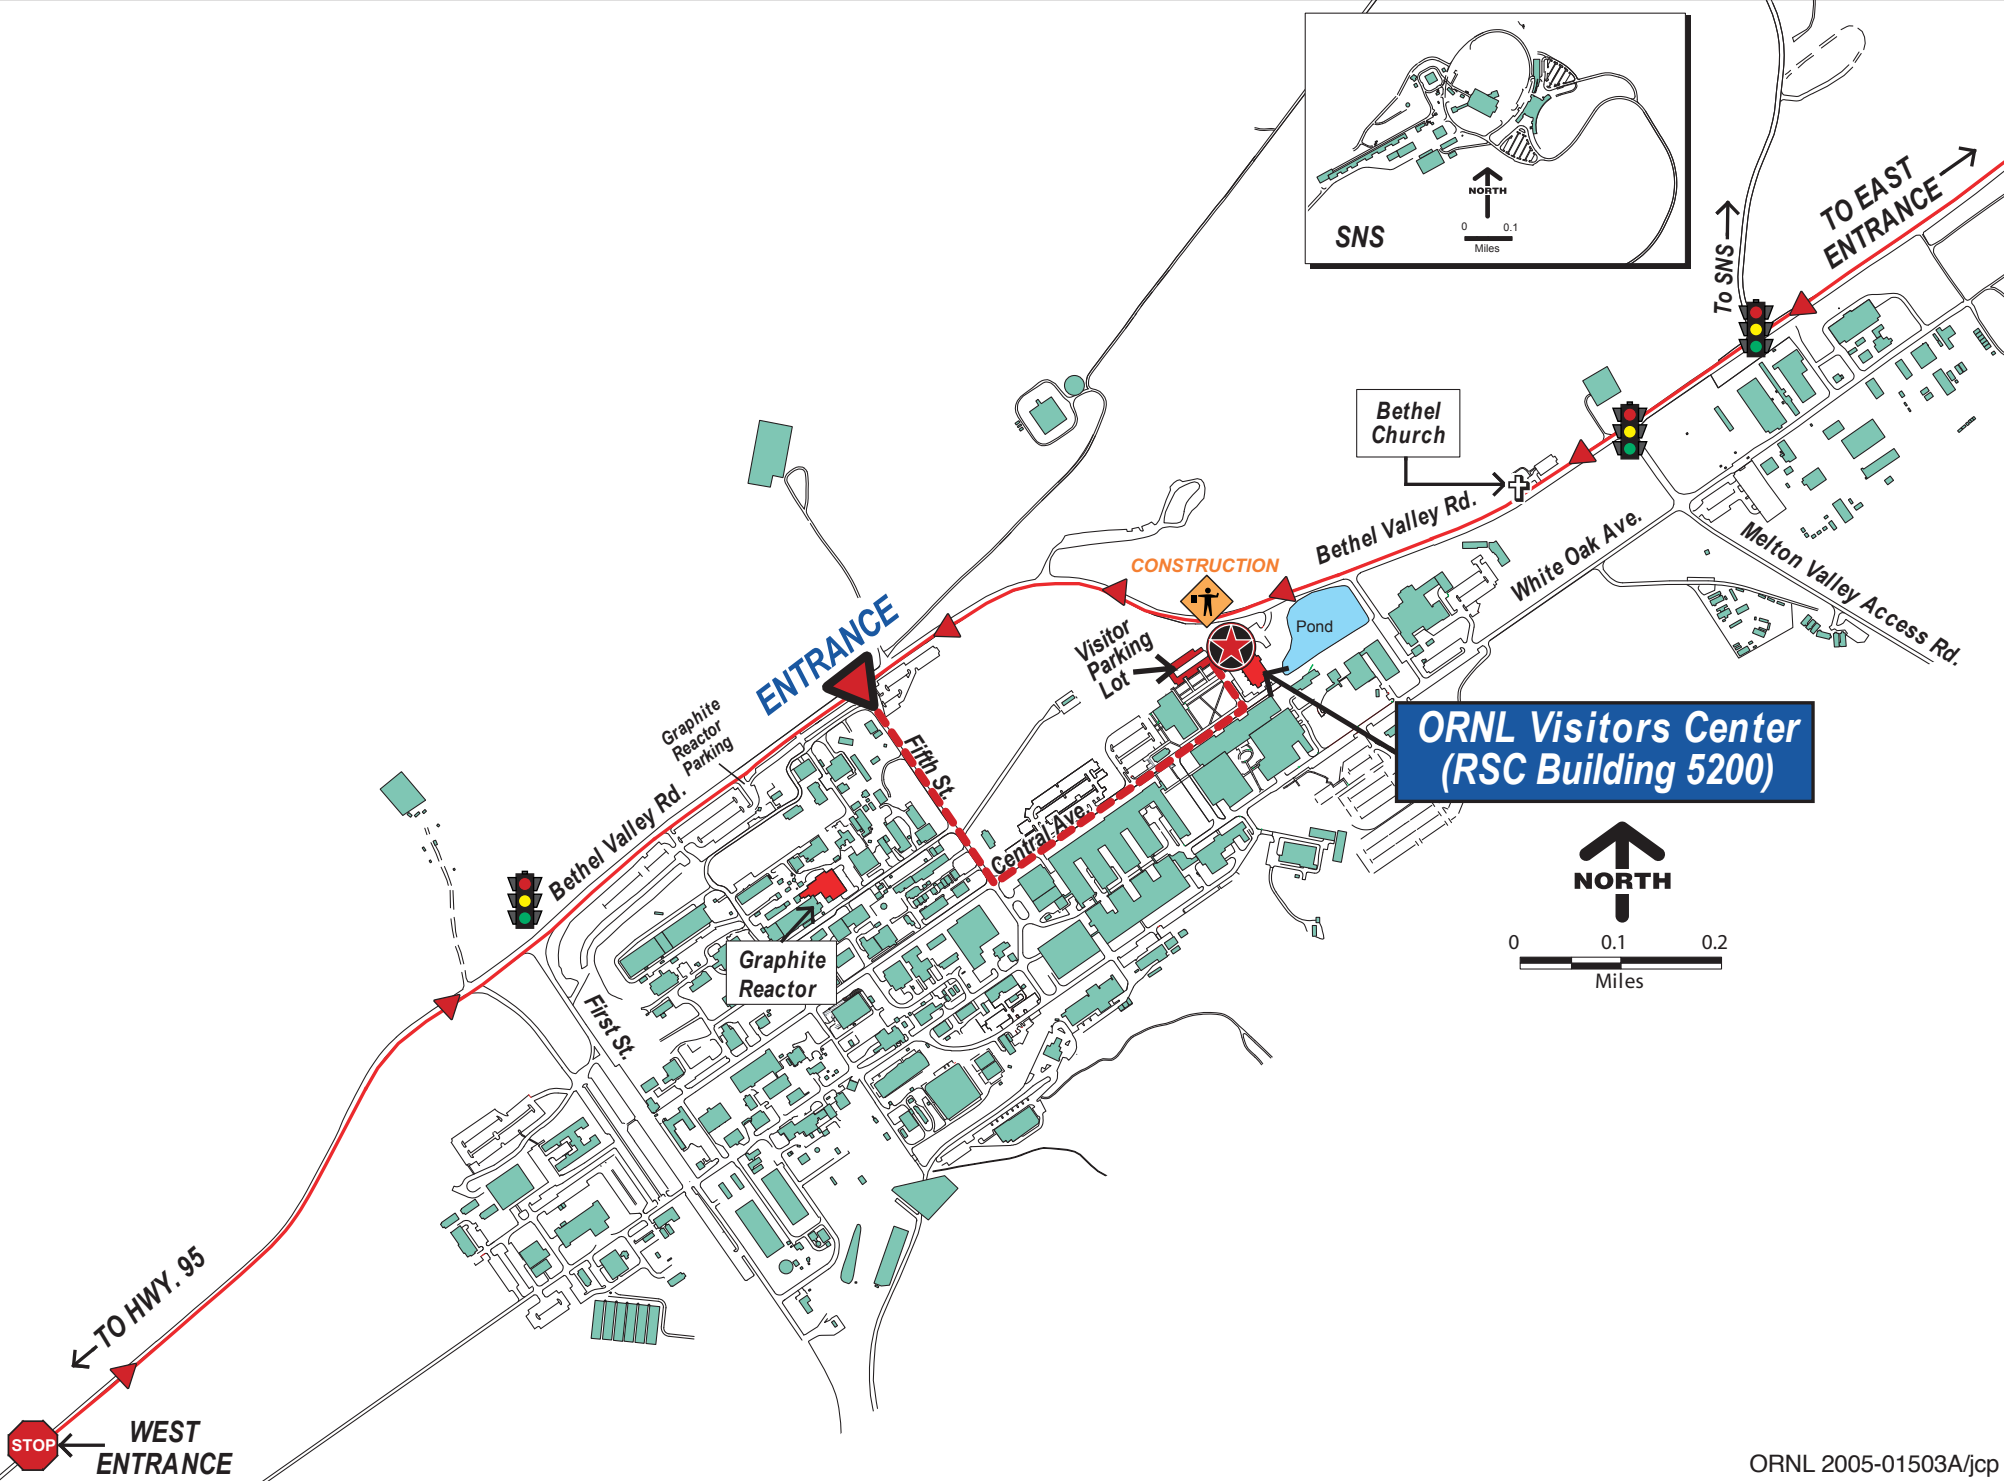 NORTH
0 0.1
Miles
SNS
TO EAST
ENTRANCE
To SNS
Bethel
Church
Bethel Valley Rd.
White Oak Ave.
Melton Valley Access Rd.
CONSTRUCTION
Pond
Visitor
Parking
Lot
ENTRANCE
Graphite
Reactor
Parking
Fifth St.
Central Ave.
ORNL Visitors Center
(RSC Building 5200)
Bethel Valley Rd.
NORTH
0 0.1 0.2
Miles
Graphite
Reactor
First St.
TO HWY. 95
STOP
WEST
ENTRANCE
ORNL 2005-01503A/jcp